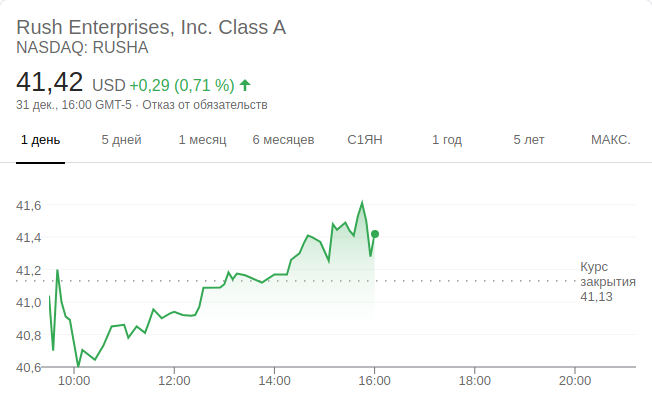 Rush Enterprises, Inc. Class A
NASDAQ: RUSHA
41,42 USD +0,29 (0,71 %)
31 дек., 16:00 GMT-5 · Отказ от обязательств
1 день 5 дней 1 месяц 6 месяцев С1ЯН 1 год 5 лет МАКС.
41,6
41,4
41,2
41,0
40,8
40,6
Курс
закрытия
41,13
10:00 12:00 14:00 16:00 18:00 20:00